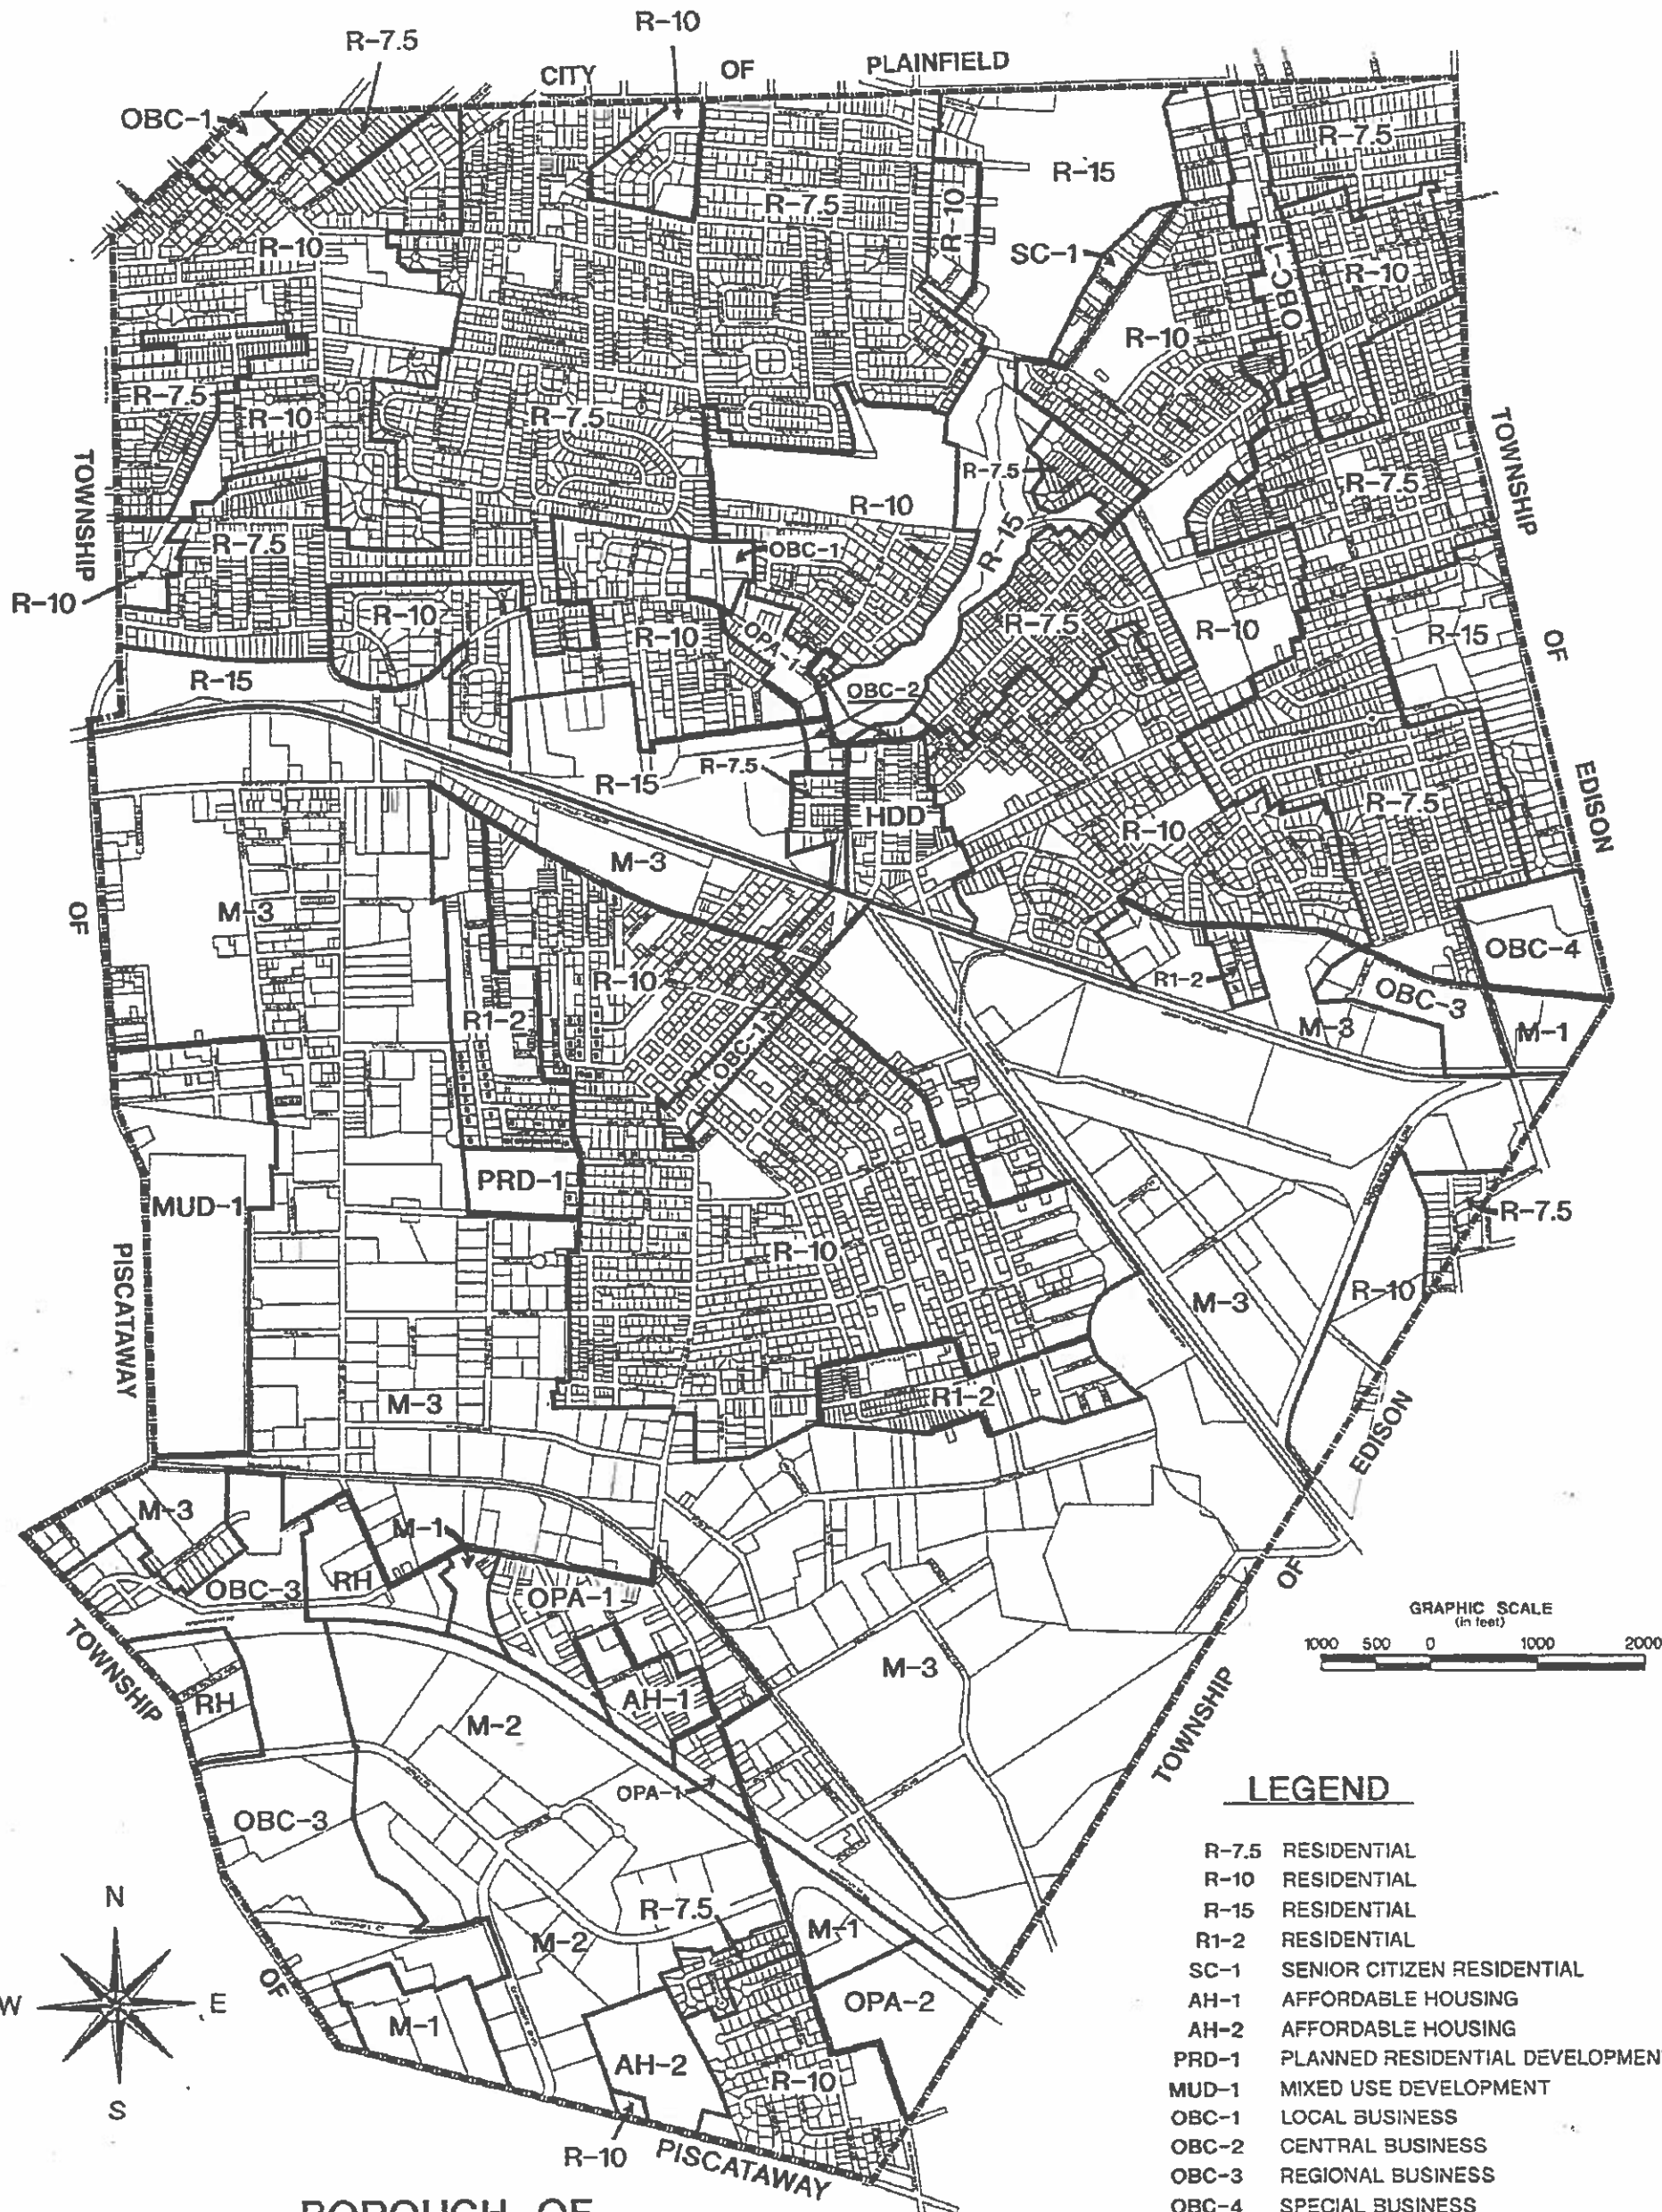 R-10
R-7.5
CITY OF PLAINFIELD
OBC-1
R-7.5
R-15
R-7.5
R-10
R-10
SC-1
OBC-1
R-10
R-10
R-7.5
R-10
R-7.5
TOWNSHIP
R-7.5
R-7.5
R-10
TOWNSHIP
R-7.5
OBC-1
R-15
R-10
R-10
R-10
OPA-1
R-7.5
R-10
R-15
OF
R-15
OBC-2
R-15
R-7.5
HDD
R-10
R-7.5
EDISON
M-3
OF
M-3
R-10
R1-2
OBC-4
OBC-3
R1-2
M-3
M-1
OBC-1
PRD-1
MUD-1
R-7.5
PISCATAWAY
R-10
M-3
R-10
M-3
R1-2
EDISON
M-3
M-1
OBC-3
RH
OPA-1
OF
GRAPHIC SCALE
(in feet)
1000 500 0 1000 2000
TOWNSHIP
RH
AH-1
M-3
M-2
TOWNSHIP
OPA-1
OBC-3
LEGEND
R-7.5 RESIDENTIAL
R-10 RESIDENTIAL
R-15 RESIDENTIAL
R1-2 RESIDENTIAL
SC-1 SENIOR CITIZEN RESIDENTIAL
AH-1 AFFORDABLE HOUSING
AH-2 AFFORDABLE HOUSING
PRD-1 PLANNED RESIDENTIAL DEVELOPMEN
MUD-1 MIXED USE DEVELOPMENT
OBC-1 LOCAL BUSINESS
OBC-2 CENTRAL BUSINESS
OBC-3 REGIONAL BUSINESS
OBC-4 SPECIAL BUSINESS
N
W E
S
R-7.5
M-2
M-1
OF
M-1
OPA-2
AH-2
R-10
R-10
PISCATAWAY
BOROUGH OF